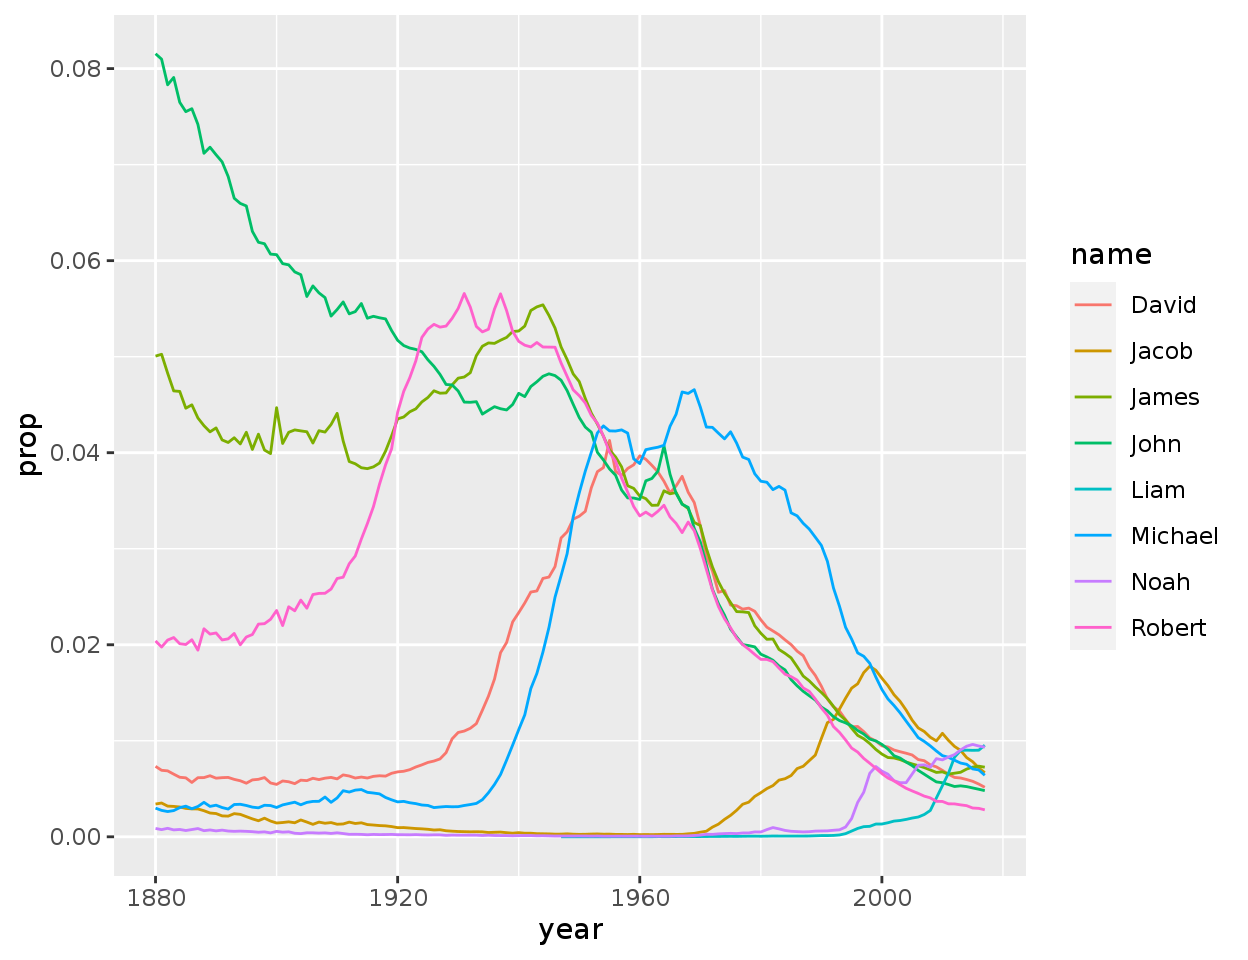 0.08
0.06
0.04
0.02
0.00
prop
1880
1920
1960
2000
year
name
David
Jacob
James
John
Liam
Michael
Noah
Robert